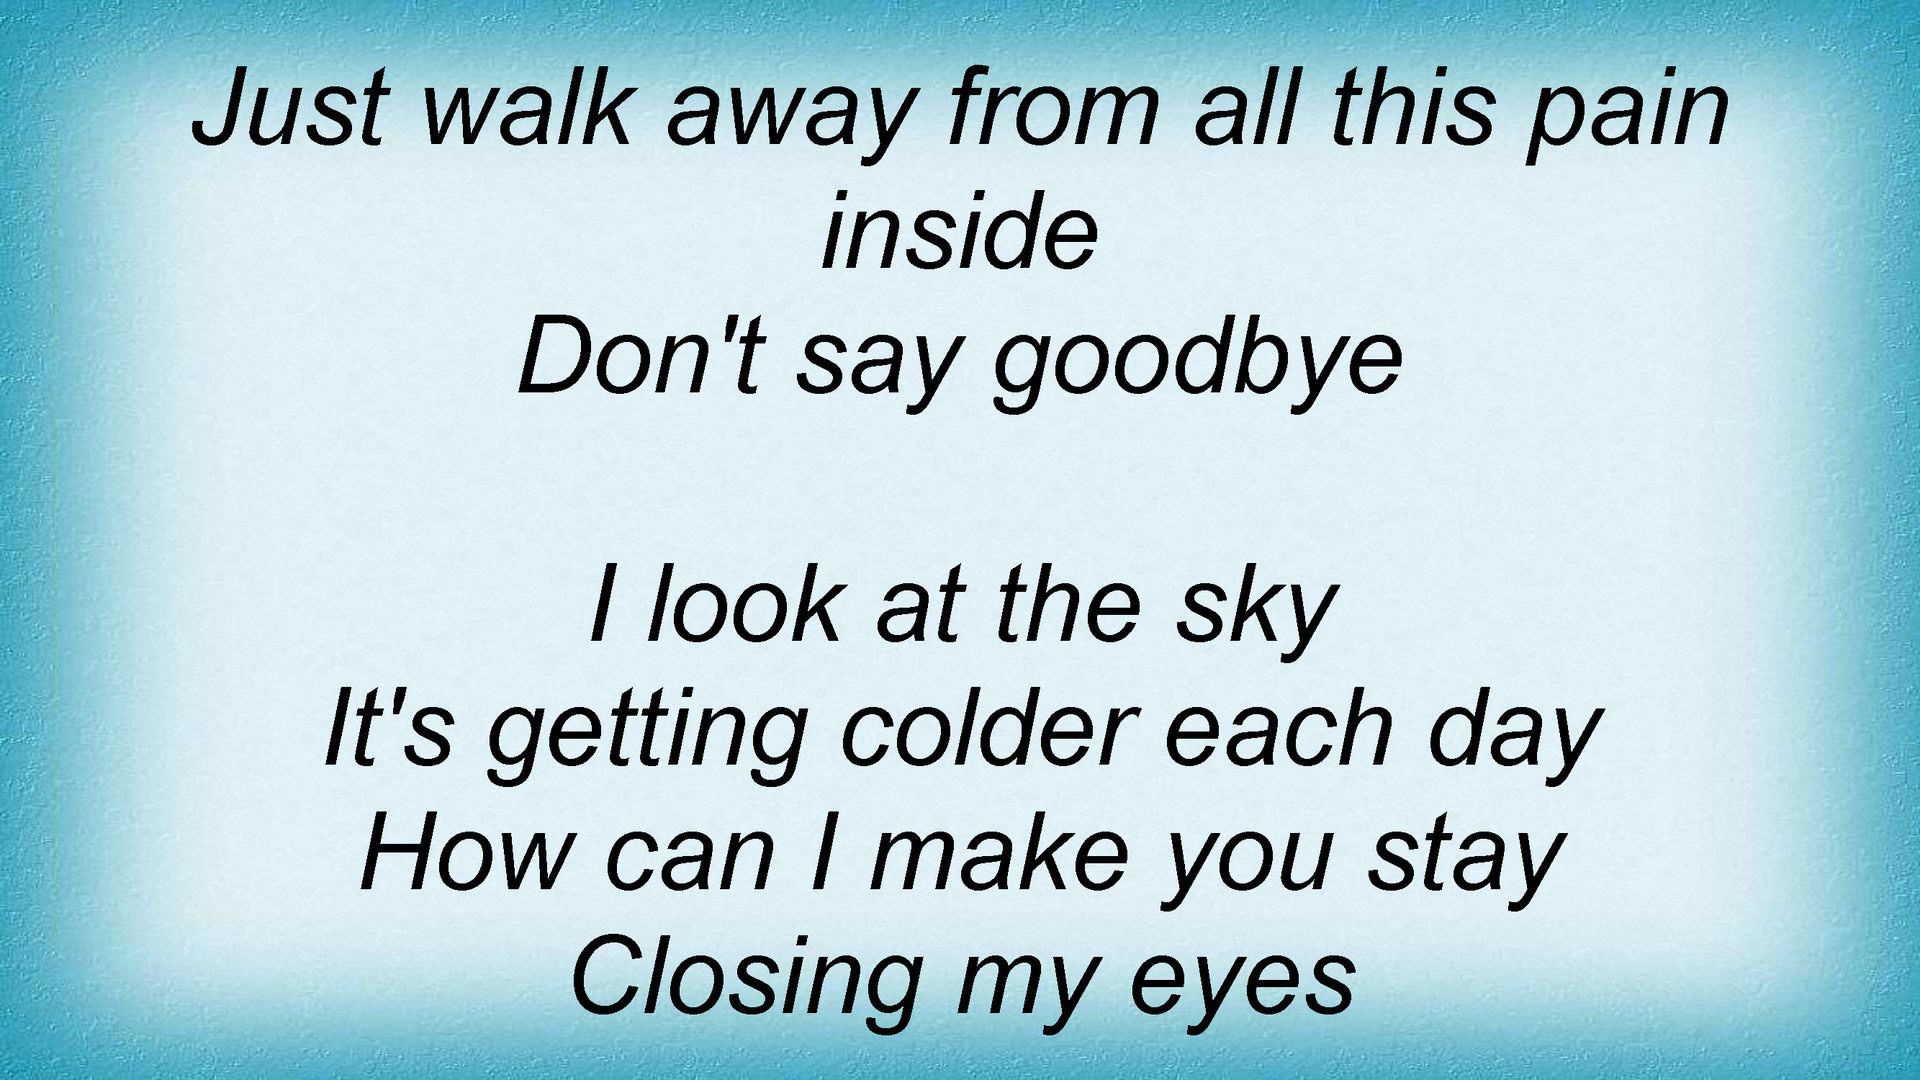 Just walk away from all this pain
inside
Don't say goodbye
I look at the sky
It's getting colder each day
How can I make you stay
Closing my eyes